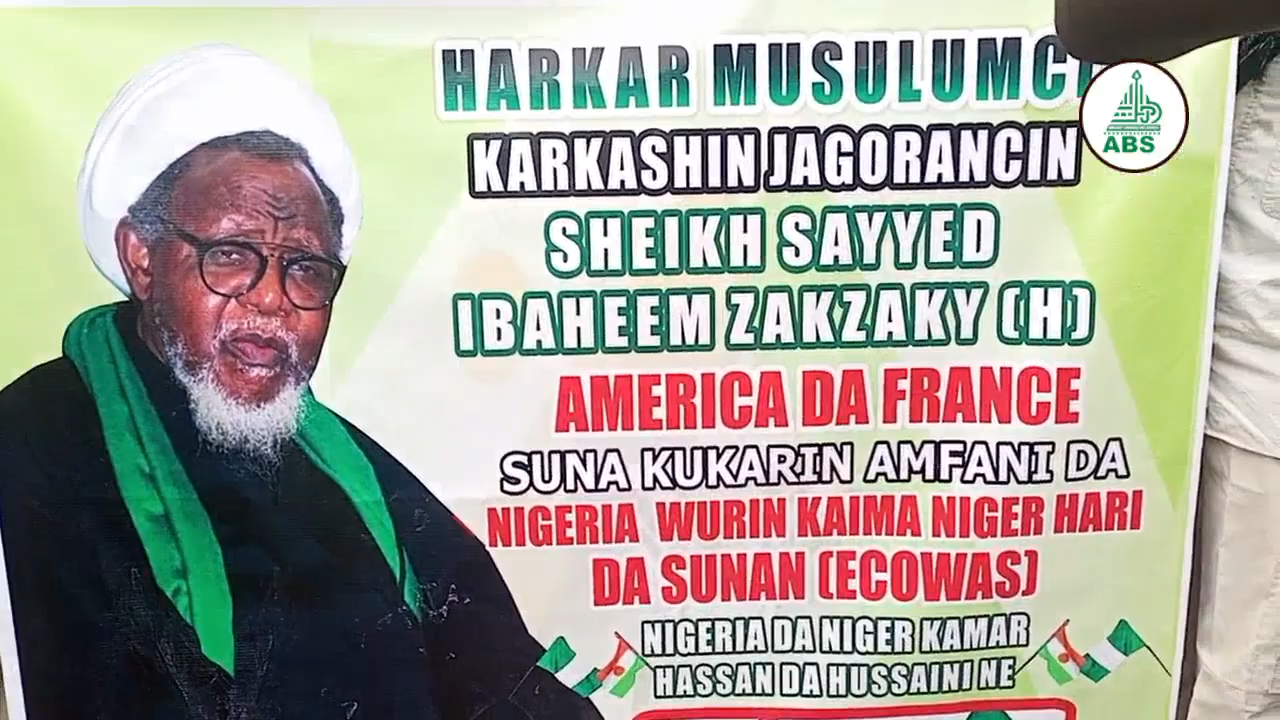 HARKAR MUSULUMCI
ABS
KARKASHIN JAGORANCIN
SHEIKH SAYYED
IBAHEEM ZAKZAKY (H)
AMERICA DA FRANCE
SUNA KUKARIN AMFANI DA
NIGERIA WURIN KAIMA NIGER HARI
DA SUNAN (ECOWAS)
NIGERIA DA NIGER KAMAR
HASSAN DA HUSSAINI NE